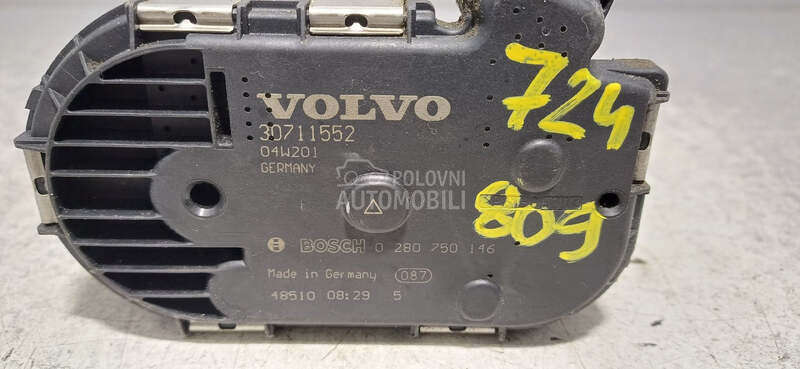 VOLVO
30711552
04W201
GERMANY
724
809
POLOVNI
AUTOMOBILI
BOSCH 0 280 750 146
Made in Germany 087
48510 08:29 5